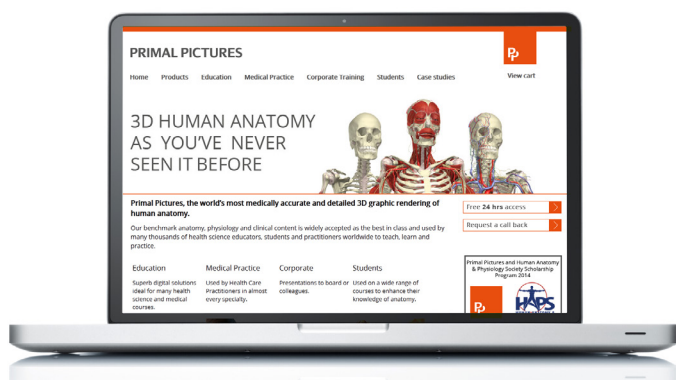 PRIMAL PICTURES
View cart
Home Products Education Medical Practice Corporate Training Students Case studies
3D HUMAN ANATOMY
AS YOU'VE NEVER
SEEN IT BEFORE
Primal Pictures, the world's most medically accurate and detailed 3D graphic rendering of
human anatomy.
Our benchmark anatomy, physiology and clinical content is widely accepted as the best in class and used by
many thousands of health science educators, students and practitioners worldwide to teach, learn and
practice.
Free 24 hrs access
Request a call back
Education
Superb digital solutions
ideal for many health
science and medical
courses.
Medical Practice
Used by Health Care
Practitioners in almost
every specialty.
Corporate
Presentations to board or
colleagues.
Students
Used on a wide range of
courses to enhance their
knowledge of anatomy.
Primal Pictures and Human Anatomy
& Physiology Society Scholarship
Program 2014
HAPS